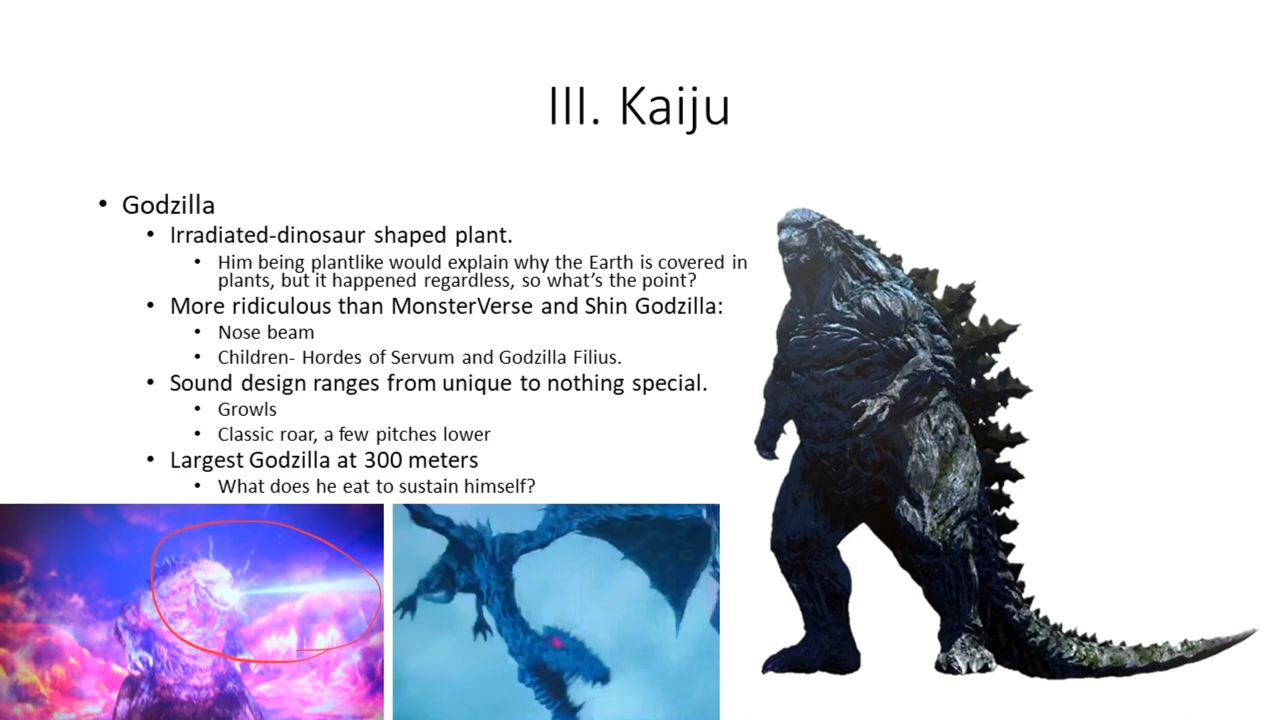 III. Kaiju
• Godzilla
• Irradiated-dinosaur shaped plant.
• Him being plantlike would explain why the Earth is covered in
plants, but it happened regardless, so what’s the point?
• More ridiculous than MonsterVerse and Shin Godzilla:
• Nose beam
• Children- Hordes of Servum and Godzilla Filius.
• Sound design ranges from unique to nothing special.
• Growls
• Classic roar, a few pitches lower
• Largest Godzilla at 300 meters
• What does he eat to sustain himself?